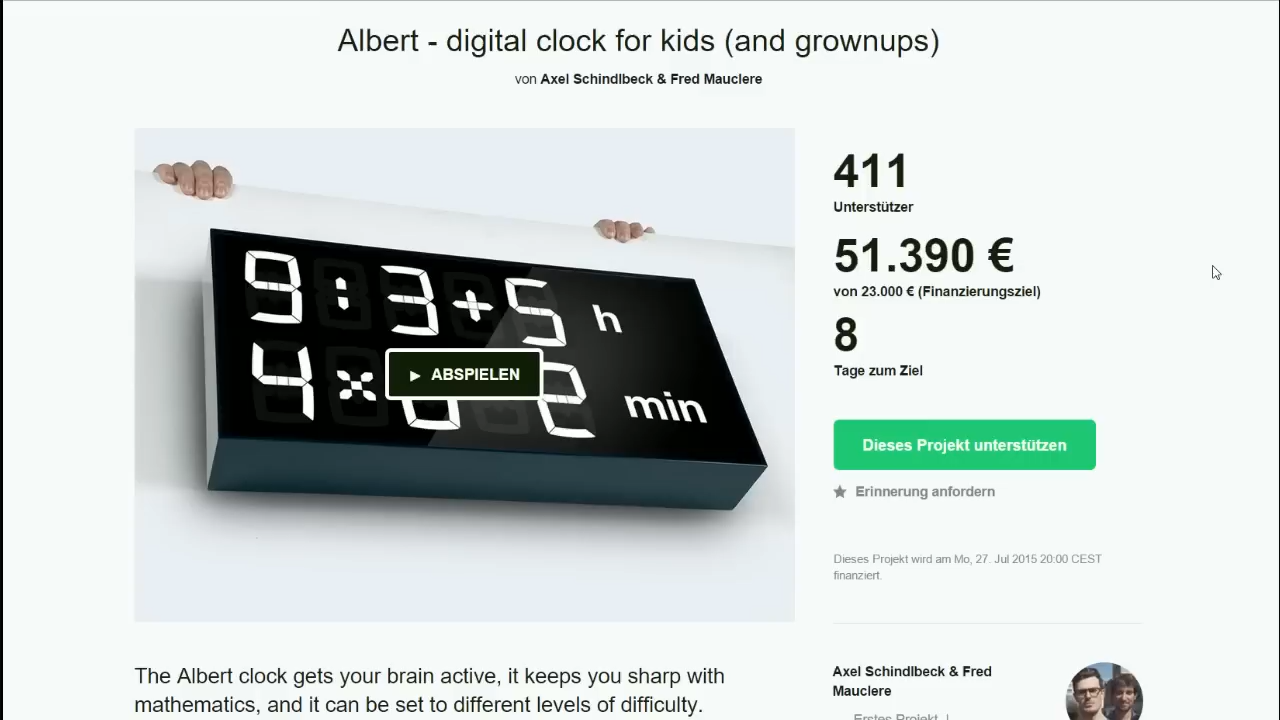 Albert - digital clock for kids (and grownups)
von Axel Schindlbeck & Fred Mauclere
9:3+5 h
4x02 min
▶ ABSPIELEN
411
Unterstützer
51.390 €
von 23.000 € (Finanzierungsziel)
8
Tage zum Ziel
Dieses Projekt unterstützen
Erinnerung anfordern
Dieses Projekt wird am Mo, 27. Jul 2015 20:00 CEST
finanziert.
The Albert clock gets your brain active, it keeps you sharp with
mathematics, and it can be set to different levels of difficulty.
Axel Schindlbeck & Fred
Mauclere
Erstes Projekt |